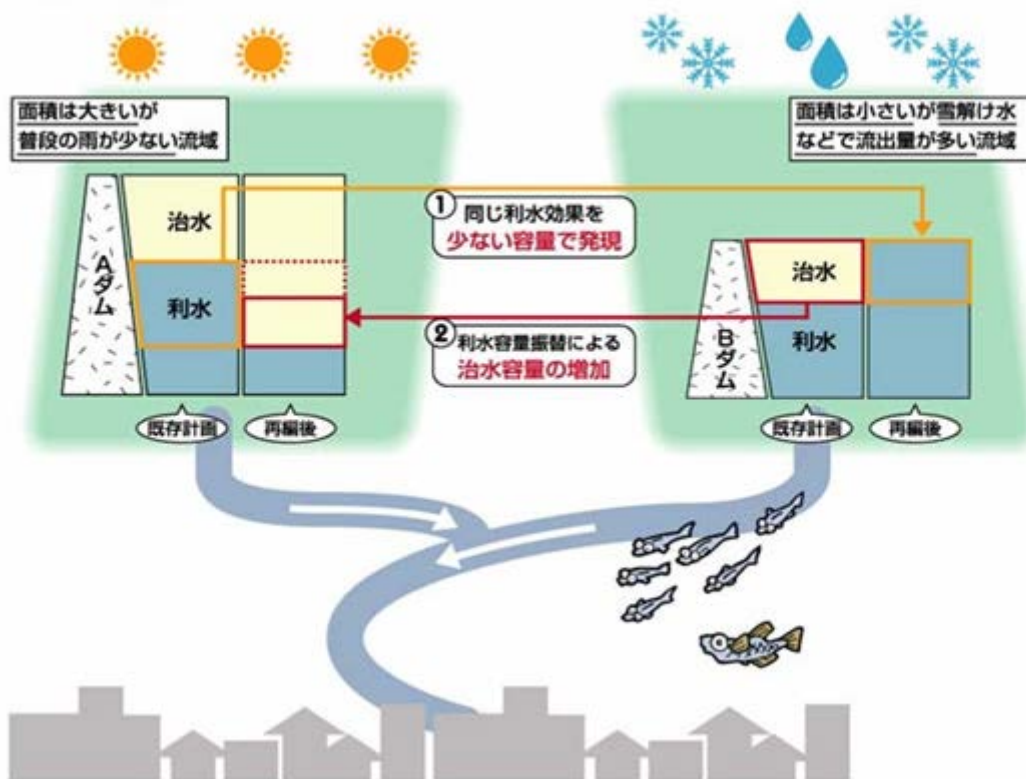 面積は大きいが
普段の雨が少ない流域
面積は小さいが雪解け水
などで流出量が多い流域
①同じ利水効果を
少ない容量で発現
治水
利水
Aダム
治水
利水
Bダム
②利水容量振替による
治水容量の増加
既存計画
再編後
既存計画
再編後